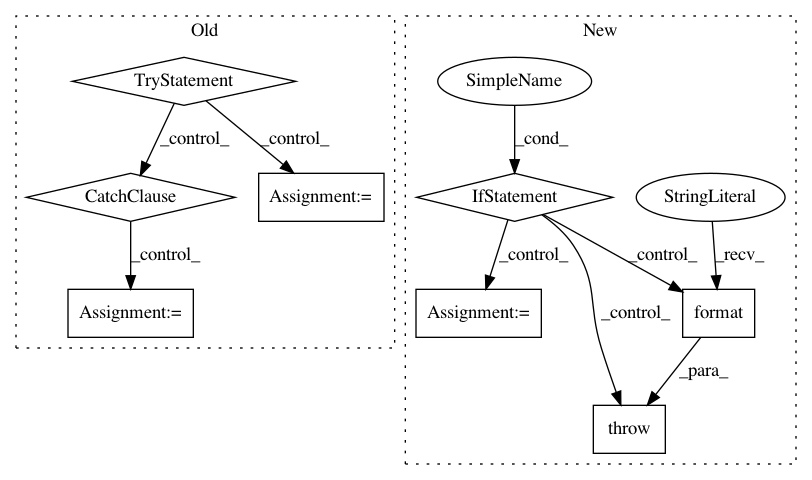 Old
New
TryStatement
SimpleName
_control_
_control_
_cond_
CatchClause
Assignment:=
IfStatement
StringLiteral
_control_
_control_
_control_
_recv_
_control_
Assignment:=
Assignment:=
format
_para_
throw